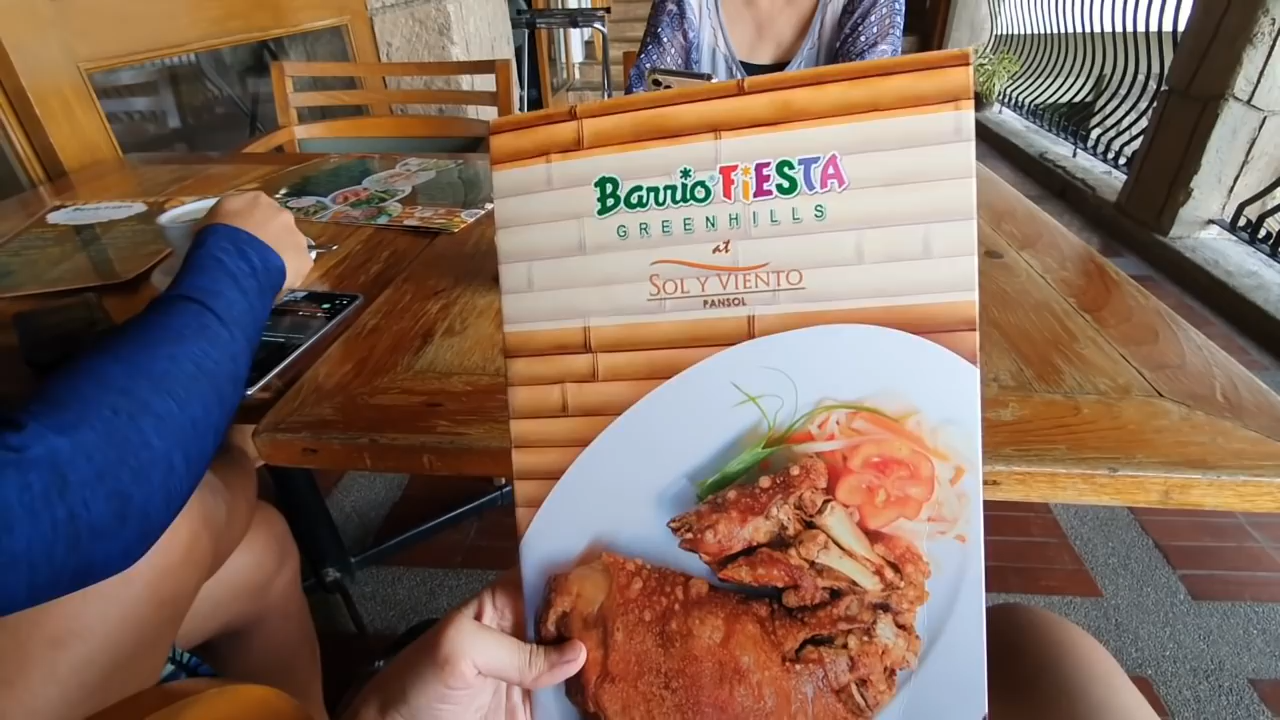 Barrio FiESTA
GREENHILLS
at
SOL Y VIENTO
PANSOL